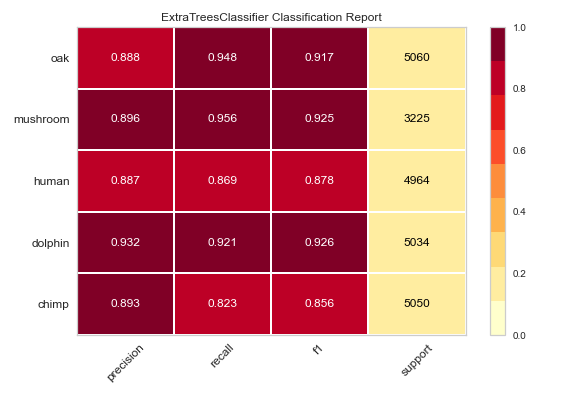 ExtraTreesClassifier Classification Report
oak 0.888 0.948 0.917 5060
mushroom 0.896 0.956 0.925 3225
human 0.887 0.869 0.878 4964
dolphin 0.932 0.921 0.926 5034
chimp 0.893 0.823 0.856 5050
precision recall f1 support
1.0
0.8
0.6
0.4
0.2
0.0